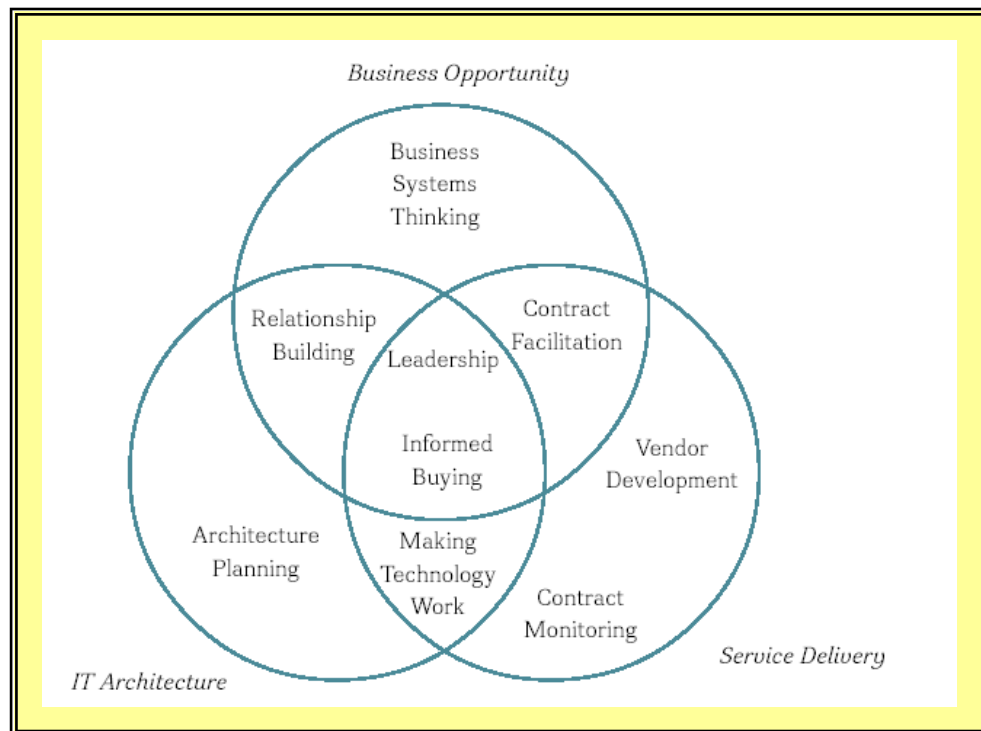 Business Opportunity
Business
Systems
Thinking
Relationship
Building
Leadership
Contract
Facilitation
Informed
Buying
Vendor
Development
Architecture
Planning
Making
Technology
Work
Contract
Monitoring
IT Architecture
Service Delivery